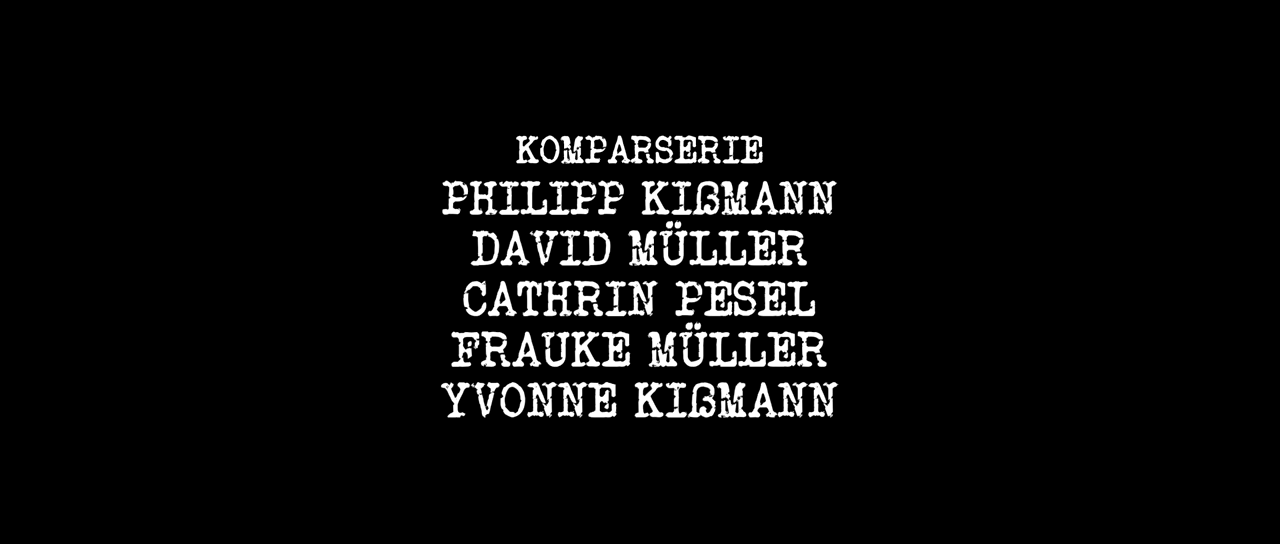 KOMPARSERIE
PHILIPP KIßMANN
DAVID MÜLLER
CATHRIN PESEL
FRAUKE MÜLLER
YVONNE KIßMANN